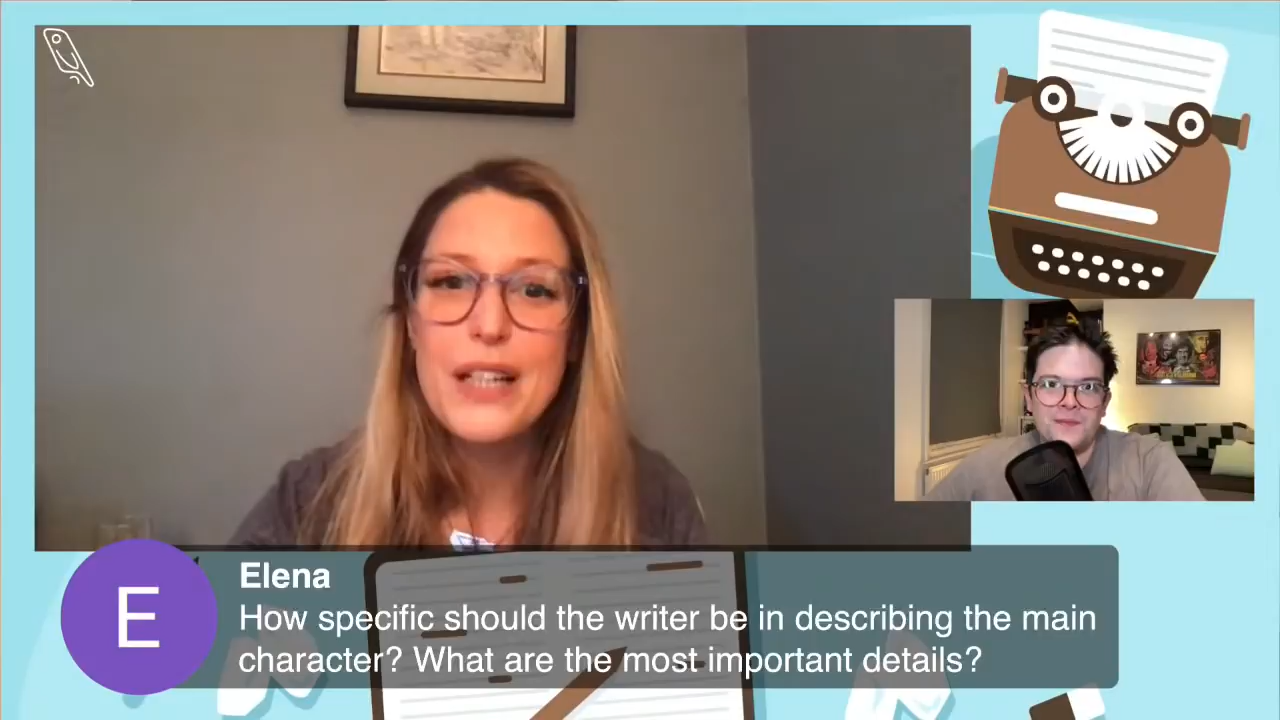 E
Elena
How specific should the writer be in describing the main
character? What are the most important details?